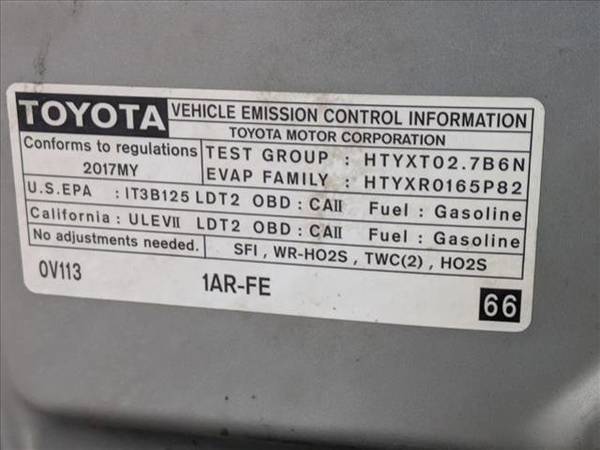 TOYOTA VEHICLE EMISSION CONTROL INFORMATION
TOYOTA MOTOR CORPORATION
Conforms to regulations
2017MY
TEST GROUP : HTYXT02.7B6N
EVAP FAMILY : HTYXR0165P82
U.S.EPA : IT3B125 LDT2 OBD : CAII Fuel : Gasoline
California : ULEVII LDT2 OBD : CAII Fuel : Gasoline
No adjustments needed. SFI , WR-HO2S , TWC(2) , HO2S
0V113 1AR-FE 66